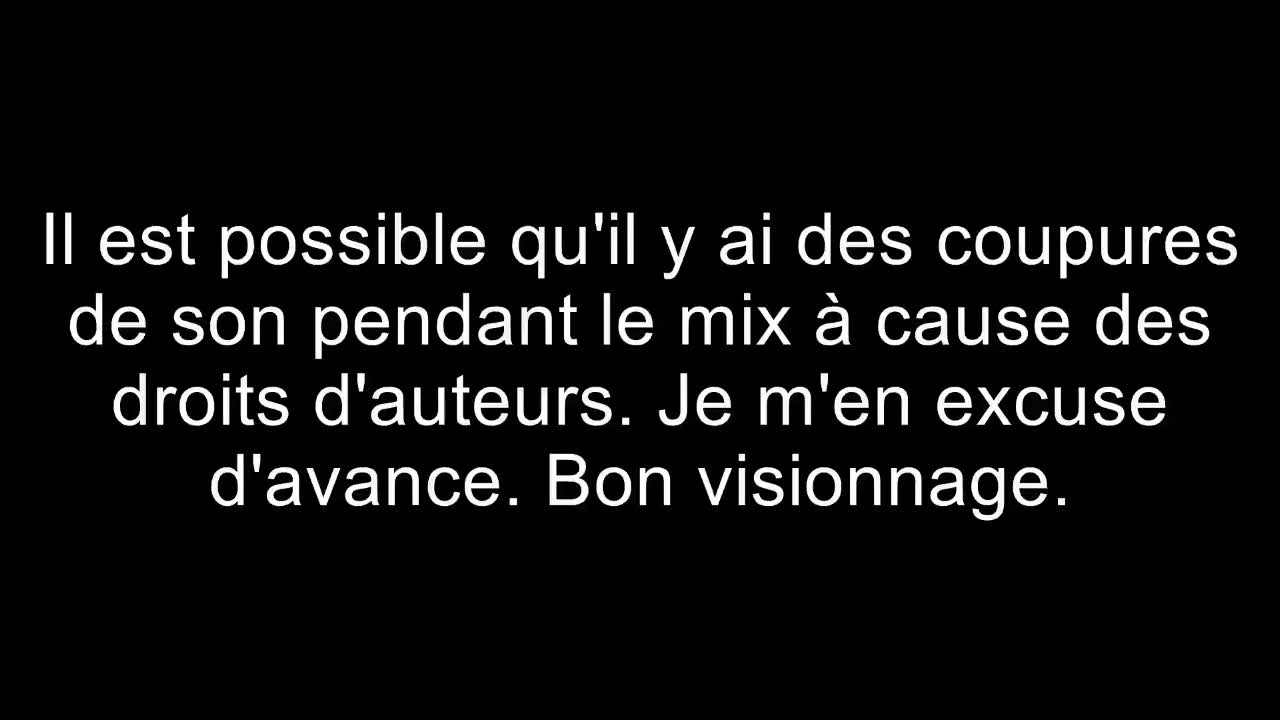 Il est possible qu'il y ai des coupures
de son pendant le mix à cause des
droits d'auteurs. Je m'en excuse
d'avance. Bon visionnage.